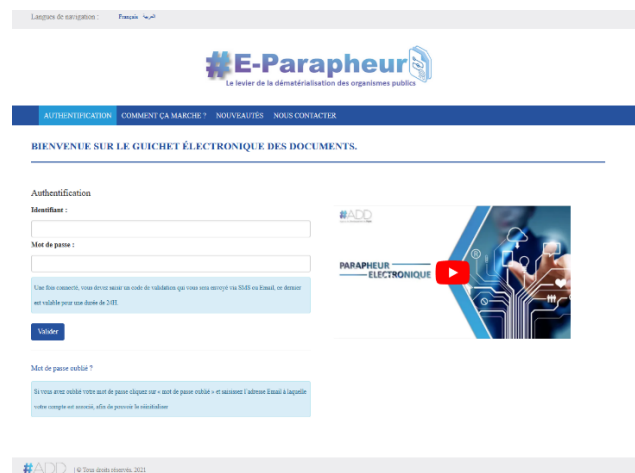 Langues de navigation : Français العربية
#E-Parapheur
Le levier de la dématérialisation des organismes publics
AUTHENTIFICATION COMMENT ÇA MARCHE ? NOUVEAUTÉS NOUS CONTACTER
BIENVENUE SUR LE GUICHET ÉLECTRONIQUE DES DOCUMENTS.
Authentification
Identifiant :
Mot de passe :
Une fois connecté, vous devez saisir un code de validation qui vous sera envoyé via SMS ou Email, ce dernier
est valable pour une durée de 24H.
Valider
Mot de passe oublié ?
Si vous avez oublié votre mot de passe cliquez sur « mot de passe oublié » et saisissez l'adresse Email à laquelle
votre compte est associé, afin de pouvoir le réinitialiser
#ADD
PARAPHEUR
ELECTRONIQUE
#ADD | © Tous droits réservés, 2021